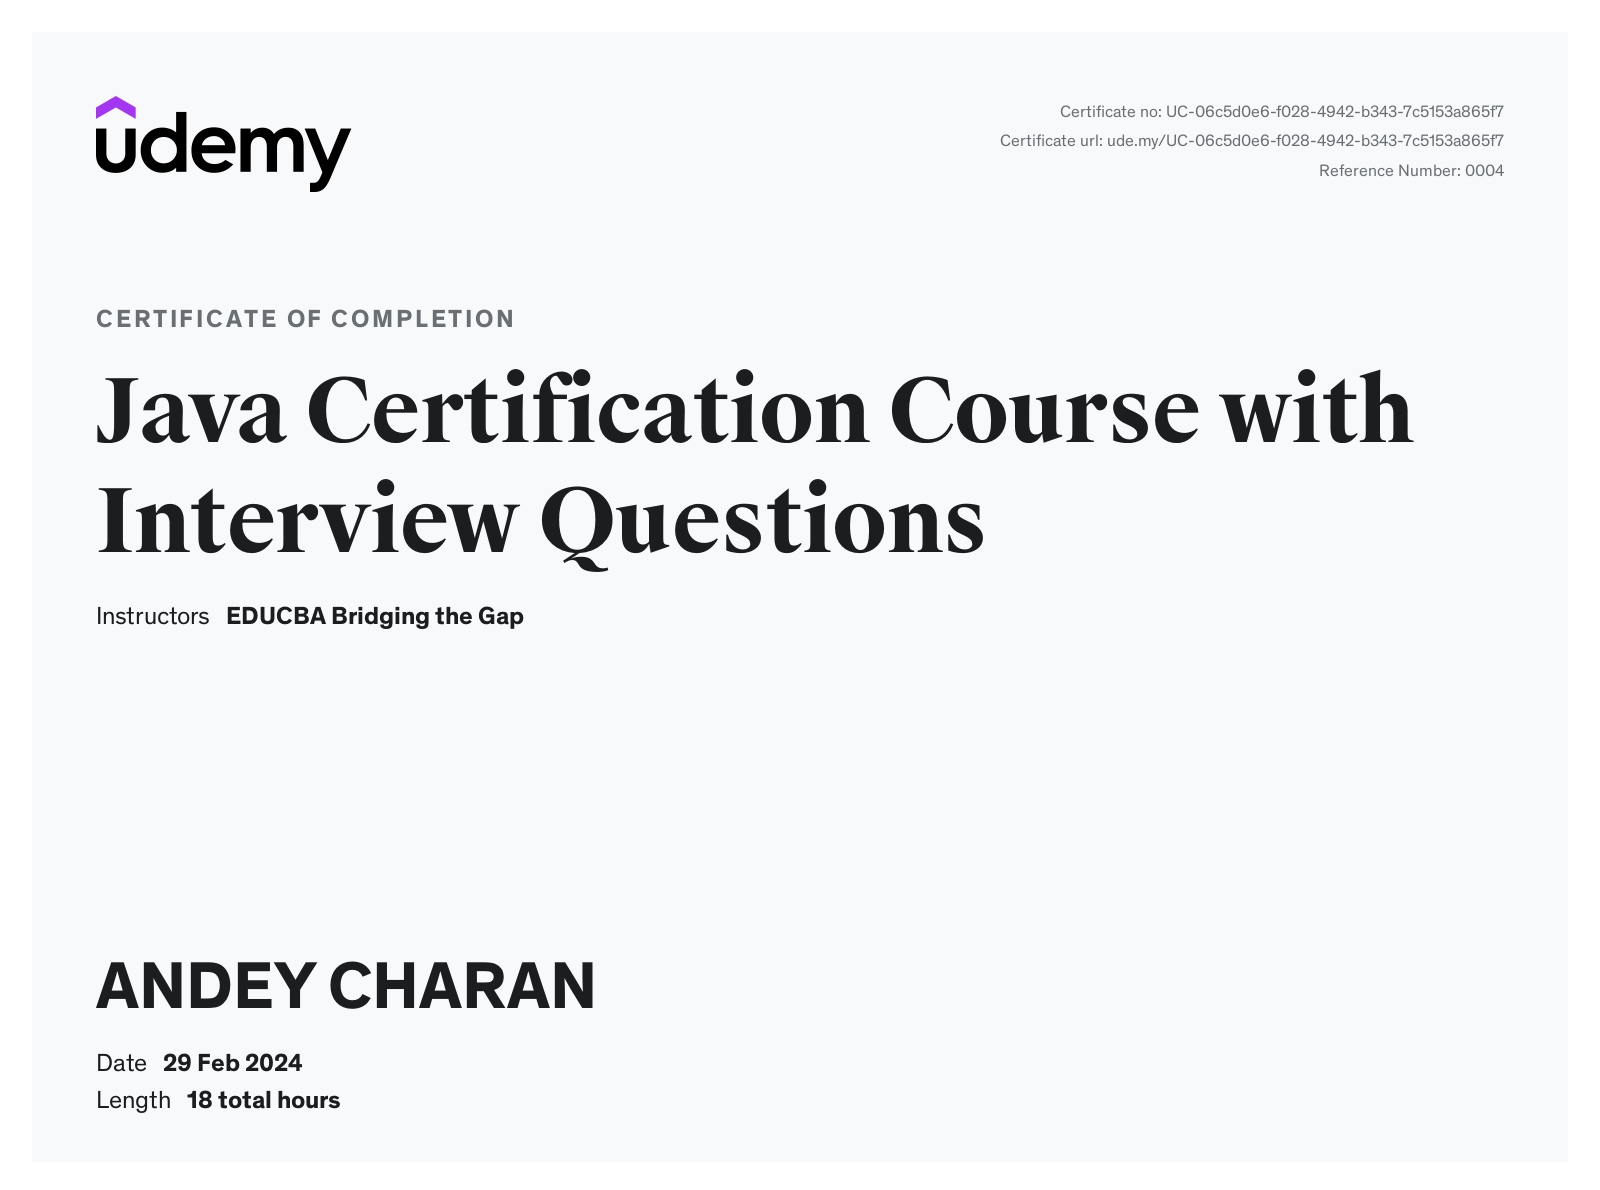 udemy
Certificate no: UC-06c5d0e6-f028-4942-b343-7c5153a865f7
Certificate url: ude.my/UC-06c5d0e6-f028-4942-b343-7c5153a865f7
Reference Number: 0004
CERTIFICATE OF COMPLETION
Java Certification Course with
Interview Questions
Instructors EDUCBA Bridging the Gap
ANDEY CHARAN
Date 29 Feb 2024
Length 18 total hours